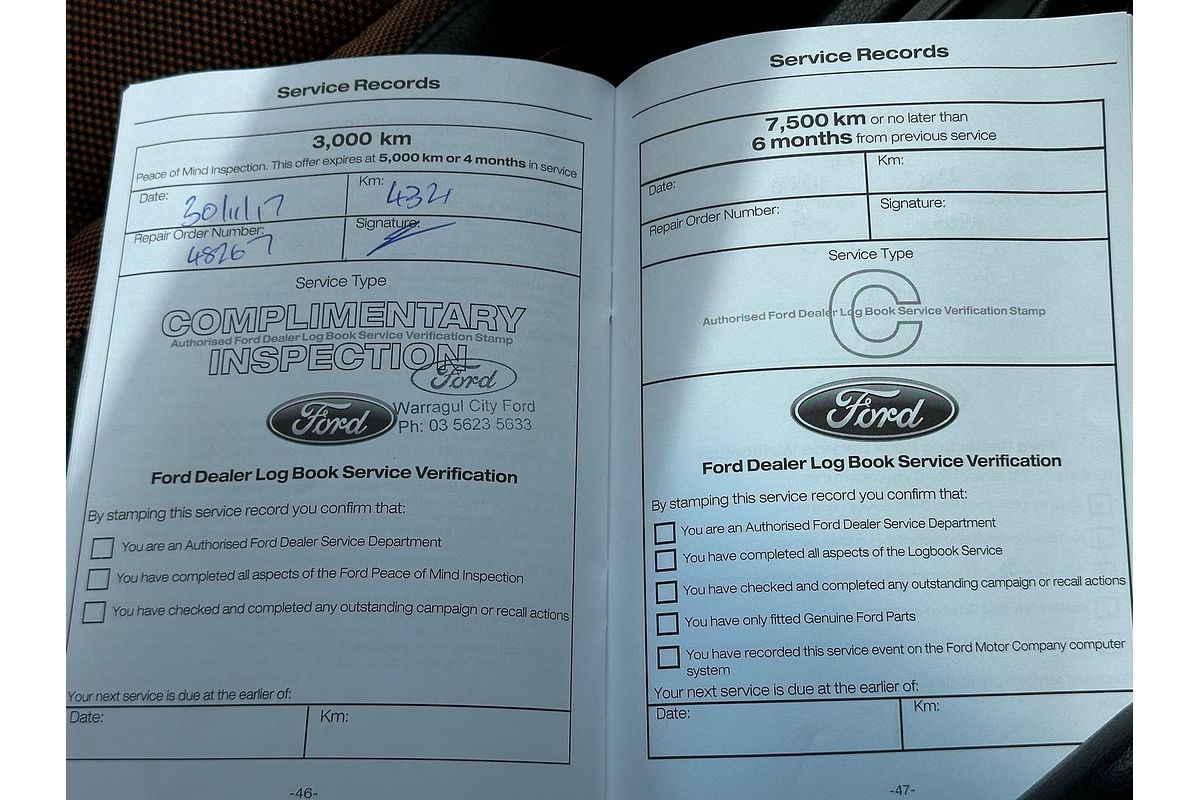 Service Records
3,000 km
Peace of Mind Inspection. This offer expires at 5,000 km or 4 months in service
Date: 30/11/17
Km: 4321
Repair Order Number: 48267
Signature:
Service Type
COMPLIMENTARY
Authorised Ford Dealer Log Book Service Verification Stamp
INSPECTION
Ford
Warragul City Ford
Ph: 03 5623 5633
Ford
Ford Dealer Log Book Service Verification
By stamping this service record you confirm that:
You are an Authorised Ford Dealer Service Department
You have completed all aspects of the Ford Peace of Mind Inspection
You have checked and completed any outstanding campaign or recall actions
Your next service is due at the earlier of:
Date:
Km:
-46-
Service Records
7,500 km or no later than
6 months from previous service
Date:
Km:
Repair Order Number:
Signature:
Service Type
C
Authorised Ford Dealer Log Book Service Verification Stamp
Ford
Ford Dealer Log Book Service Verification
By stamping this service record you confirm that:
You are an Authorised Ford Dealer Service Department
You have completed all aspects of the Logbook Service
You have checked and completed any outstanding campaign or recall actions
You have only fitted Genuine Ford Parts
You have recorded this service event on the Ford Motor Company computer
system
Your next service is due at the earlier of:
Date:
Km:
-47-